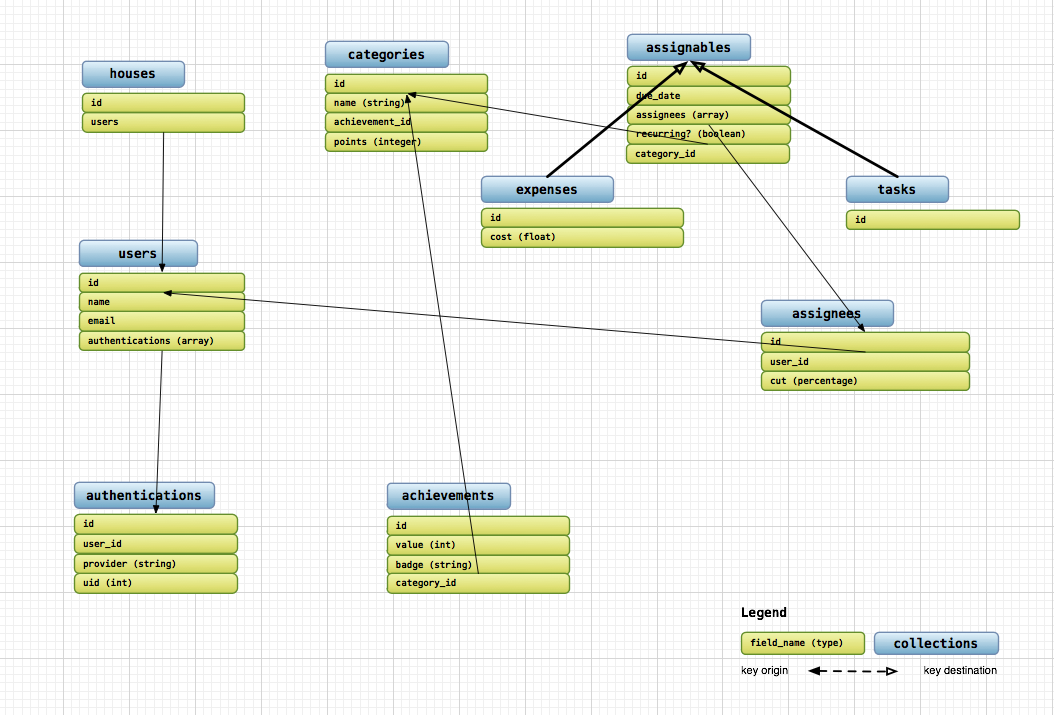 houses
id
users
categories
id
name (string)
achievement_id
points (integer)
assignables
id
due_date
assignees (array)
recurring? (boolean)
category_id
expenses
id
cost (float)
tasks
id
users
id
name
email
authentications (array)
assignees
id
user_id
cut (percentage)
authentications
id
user_id
provider (string)
uid (int)
achievements
id
value (int)
badge (string)
category_id
Legend
field_name (type) collections
key origin key destination